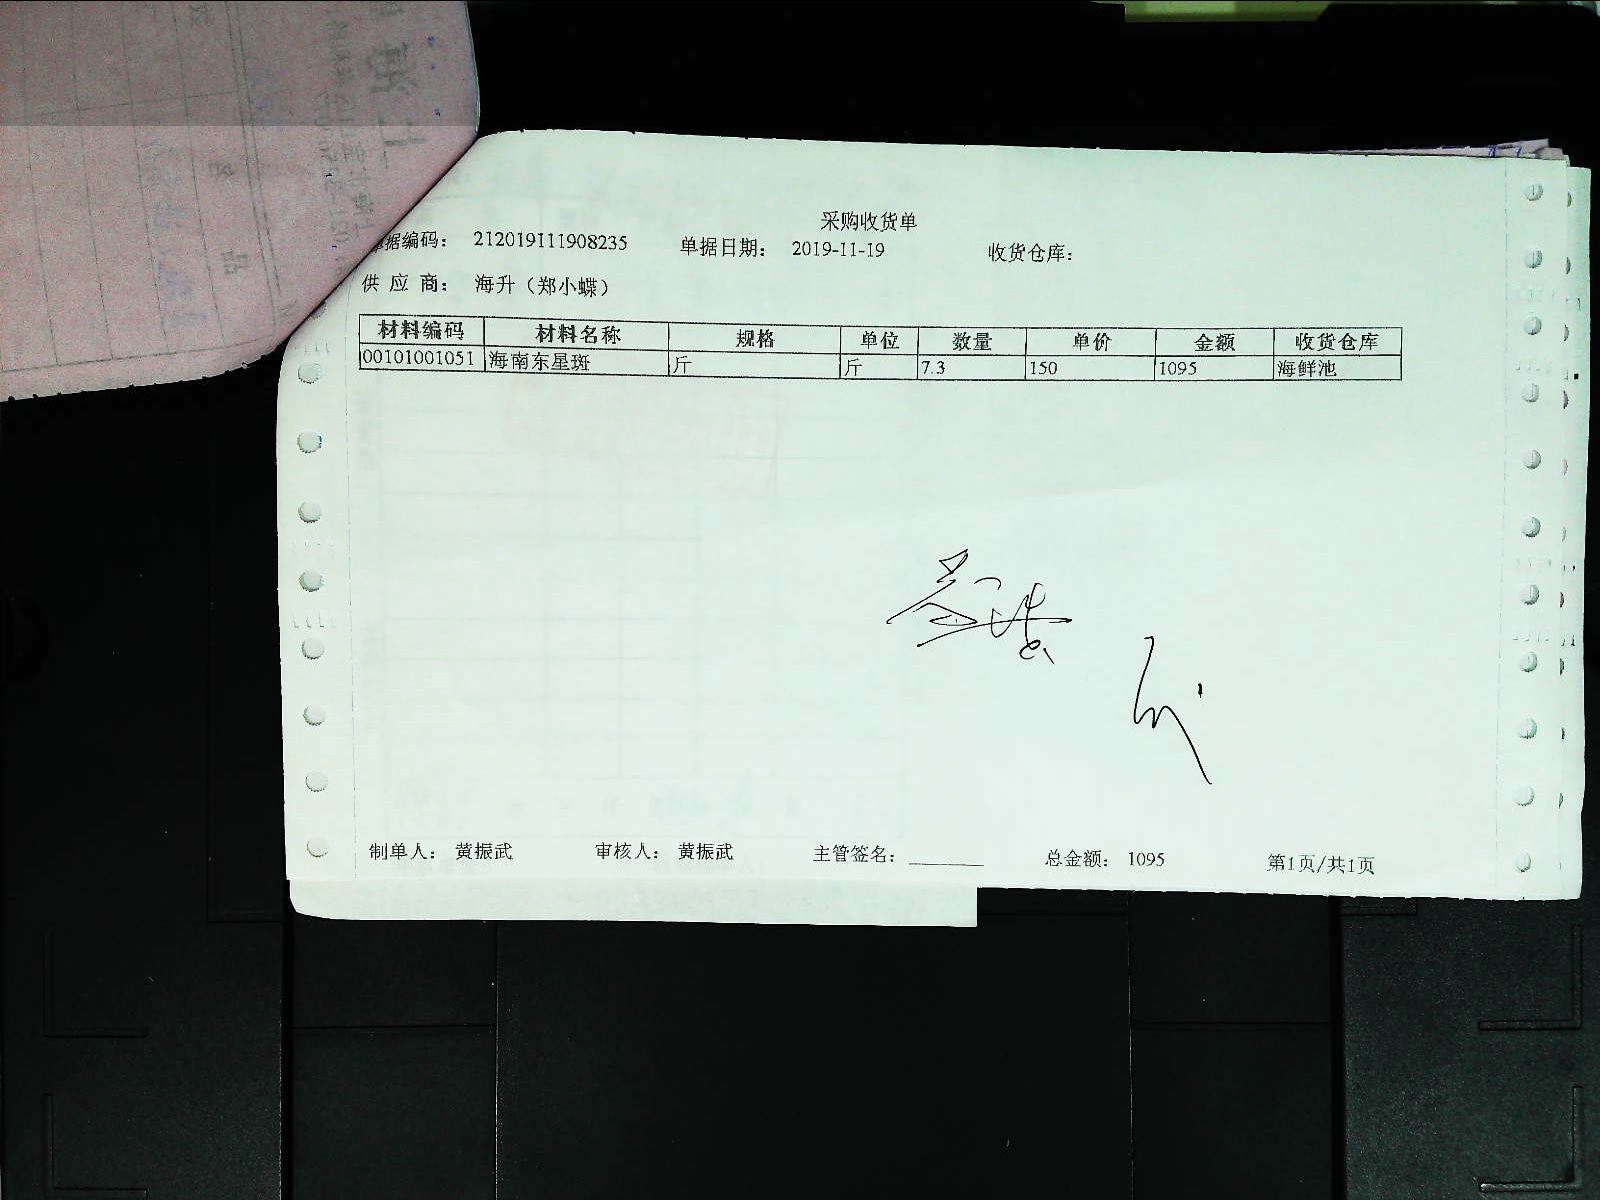 采购收货单
据编码： 212019111908235 单据日期： 2019-11-19 收货仓库：
供 应 商： 海升（郑小蝶）
材料编码 材料名称 规格 单位 数量 单价 金额 收货仓库
00101001051 海南东星斑 斤 斤 7.3 150 1095 海鲜池
制单人： 黄振武 审核人： 黄振武 主管签名： 总金额： 1095 第1页/共1页